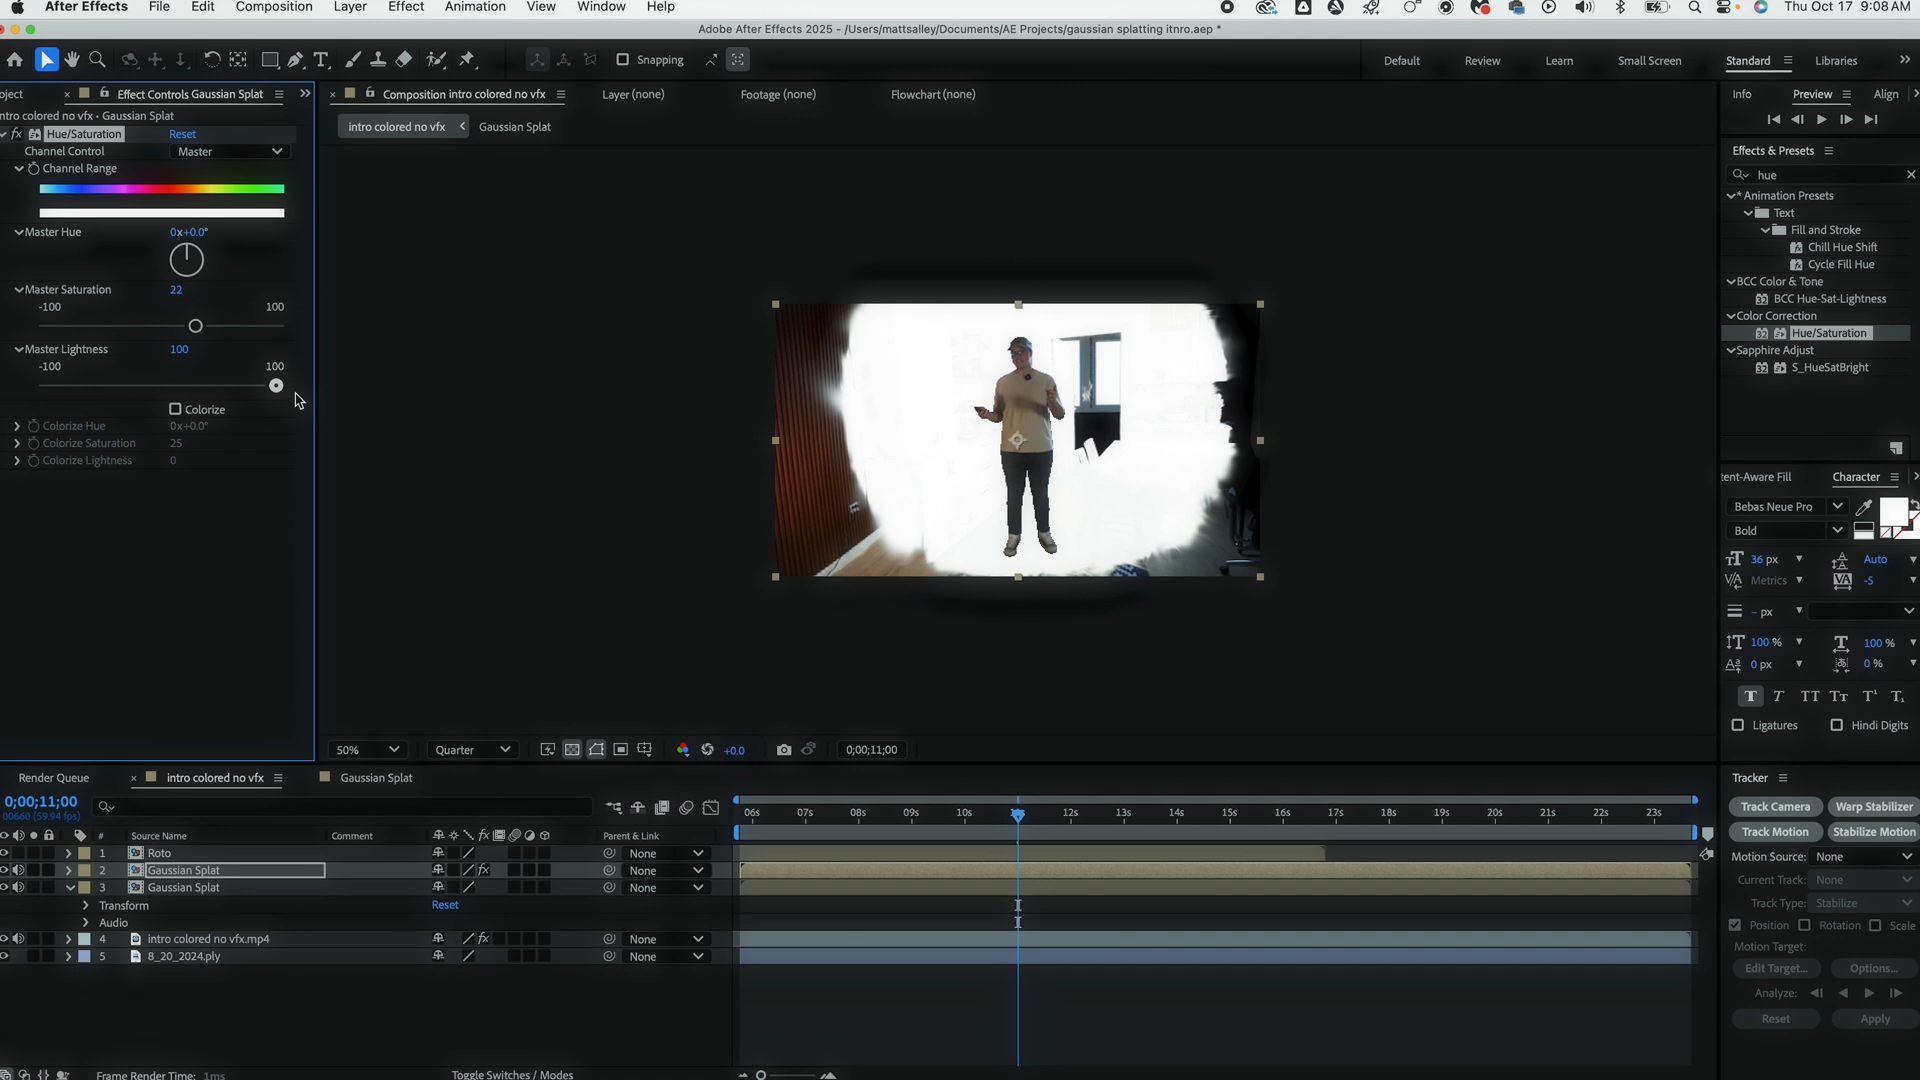 After Effects File Edit Composition Layer Effect Animation View Window Help Thu Oct 17 9:08 AM
Adobe After Effects 2025 - /Users/mattsalley/Documents/AE Projects/gaussian splatting itnro.aep *
Snapping Default Review Learn Small Screen Standard Libraries
oject Effect Controls Gaussian Splat
ntro colored no vfx • Gaussian Splat
fx Hue/Saturation Reset
Channel Control Master
Channel Range
Master Hue 0x+0.0°
Master Saturation 22
-100 100
Master Lightness 100
-100 100
Colorize
Colorize Hue 0x+0.0°
Colorize Saturation 25
Colorize Lightness 0
Composition intro colored no vfx Layer (none) Footage (none) Flowchart (none)
intro colored no vfx Gaussian Splat
50% Quarter +0.0 0;00;11;00
Info Preview Align
Effects & Presets
hue
* Animation Presets
Text
Fill and Stroke
Chill Hue Shift
Cycle Fill Hue
BCC Color & Tone
BCC Hue-Sat-Lightness
Color Correction
Hue/Saturation
Sapphire Adjust
S_HueSatBright
tent-Aware Fill Character
Bebas Neue Pro
Bold
36 px Auto
Metrics -5
- px
100 % 100 %
0 px 0 %
Ligatures Hindi Digits
Render Queue intro colored no vfx Gaussian Splat
0;00;11;00
00660 (59.94 fps)
# Source Name Comment fx Parent & Link
06s 07s 08s 09s 10s 12s 13s 14s 15s 16s 17s 18s 19s 20s 21s 22s 23s
1 Roto None
2 Gaussian Splat fx None
3 Gaussian Splat None
Transform Reset
Audio
4 intro colored no vfx.mp4 fx None
5 8_20_2024.ply None
Frame Render Time: 1ms Toggle Switches / Modes
Tracker
Track Camera Warp Stabilizer
Track Motion Stabilize Motion
Motion Source: None
Current Track: None
Track Type: Stabilize
Position Rotation Scale
Motion Target:
Edit Target... Options...
Analyze:
Reset Apply